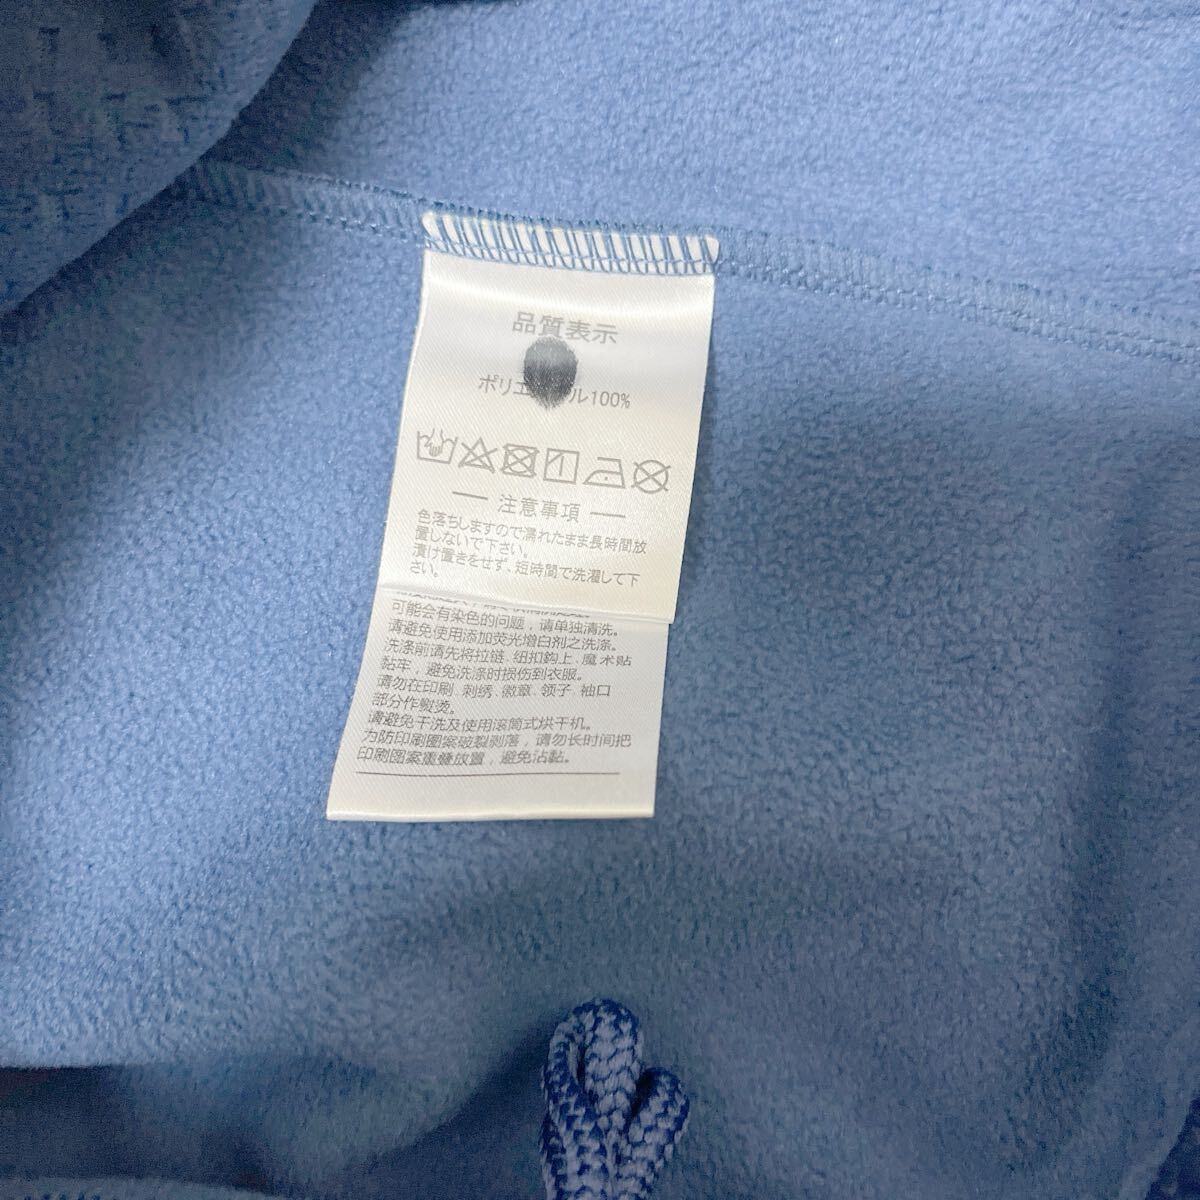 品質表示
ポリエ ル100%
注意事項
色落ちしますので濡れたまま長時間放
置しないで下さい。
漬け置きをせず、短時間で洗濯して下
さい。
可能会有染色的问题，请单独清洗。
请避免使用添加荧光增白剂之洗涤。
洗涤前请先将拉链、纽扣鈎上、魔术贴
黏牢，避免洗涤时损伤到衣服。
请勿在印刷、刺绣、徽章、领子、袖口
部分作熨烫。
请避免干洗及使用滚筒式烘干机。
为防印刷图案破裂剥落，请勿长时间把
印刷图案重叠放置，避免沾黏。